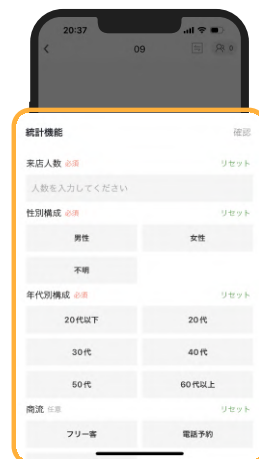 20:37
09
0
統計機能 確認
来店人数 必須 リセット
人数を入力してください
性別構成 必須 リセット
男性 女性
不明
年代別構成 必須 リセット
20代以下 20代
30代 40代
50代 60代以上
商流 任意 リセット
フリー客 電話予約